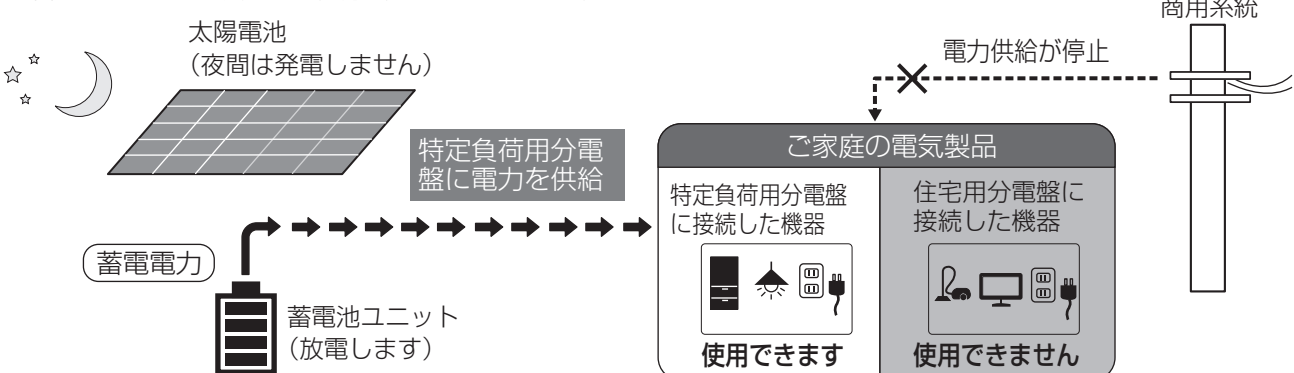 商用系統
太陽電池
（夜間は発電しません）
電力供給が停止
特定負荷用分電
盤に電力を供給
ご家庭の電気製品
特定負荷用分電盤
に接続した機器
住宅用分電盤に
接続した機器
蓄電電力
蓄電池ユニット
（放電します）
使用できます
使用できません